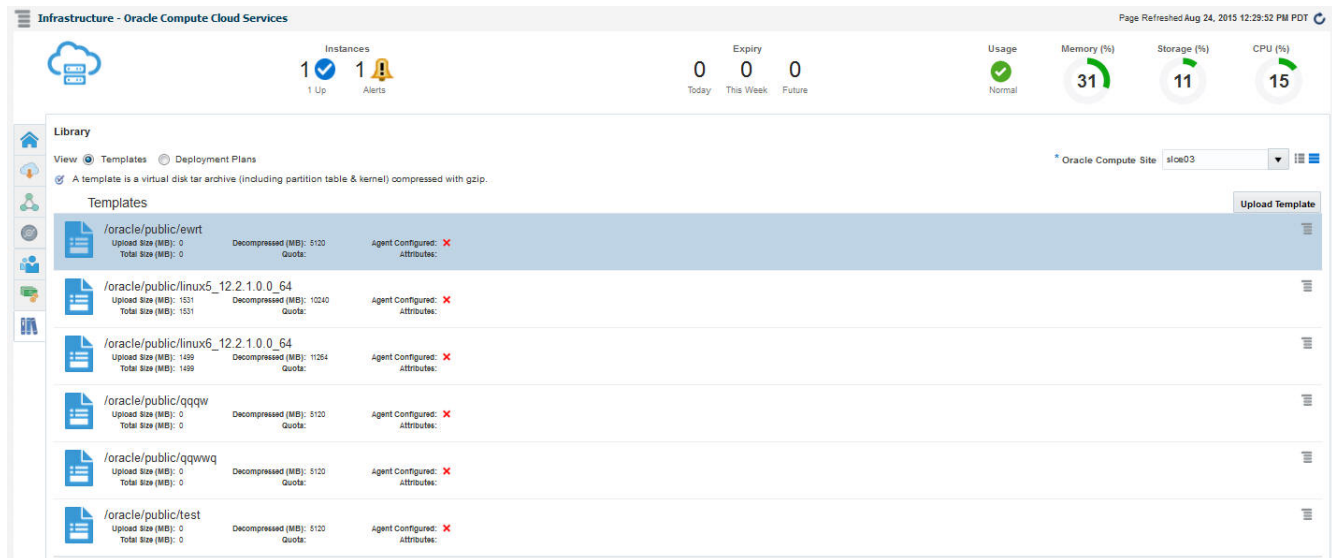 Infrastructure - Oracle Compute Cloud Services
Page Refreshed Aug 24, 2015 12:29:52 PM PDT
Instances
1 1
1 Up Alerts
Expiry
0 0 0
Today This Week Future
Usage
Normal
Memory (%)
31
Storage (%)
11
CPU (%)
15
Library
View Templates Deployment Plans
* Oracle Compute Site slce03
A template is a virtual disk tar archive (including partition table & kernel) compressed with gzip.
Templates
Upload Template
/oracle/public/ewrt
Upload Size (MB): 0 Decompressed (MB): 5120 Agent Configured:
Total Size (MB): 0 Quota: Attributes:
/oracle/public/linux5_12.2.1.0.0_64
Upload Size (MB): 1531 Decompressed (MB): 10240 Agent Configured:
Total Size (MB): 1531 Quota: Attributes:
/oracle/public/linux6_12.2.1.0.0_64
Upload Size (MB): 1499 Decompressed (MB): 11264 Agent Configured:
Total Size (MB): 1499 Quota: Attributes:
/oracle/public/qqqw
Upload Size (MB): 0 Decompressed (MB): 5120 Agent Configured:
Total Size (MB): 0 Quota: Attributes:
/oracle/public/qqwwq
Upload Size (MB): 0 Decompressed (MB): 5120 Agent Configured:
Total Size (MB): 0 Quota: Attributes:
/oracle/public/test
Upload Size (MB): 0 Decompressed (MB): 5120 Agent Configured:
Total Size (MB): 0 Quota: Attributes: